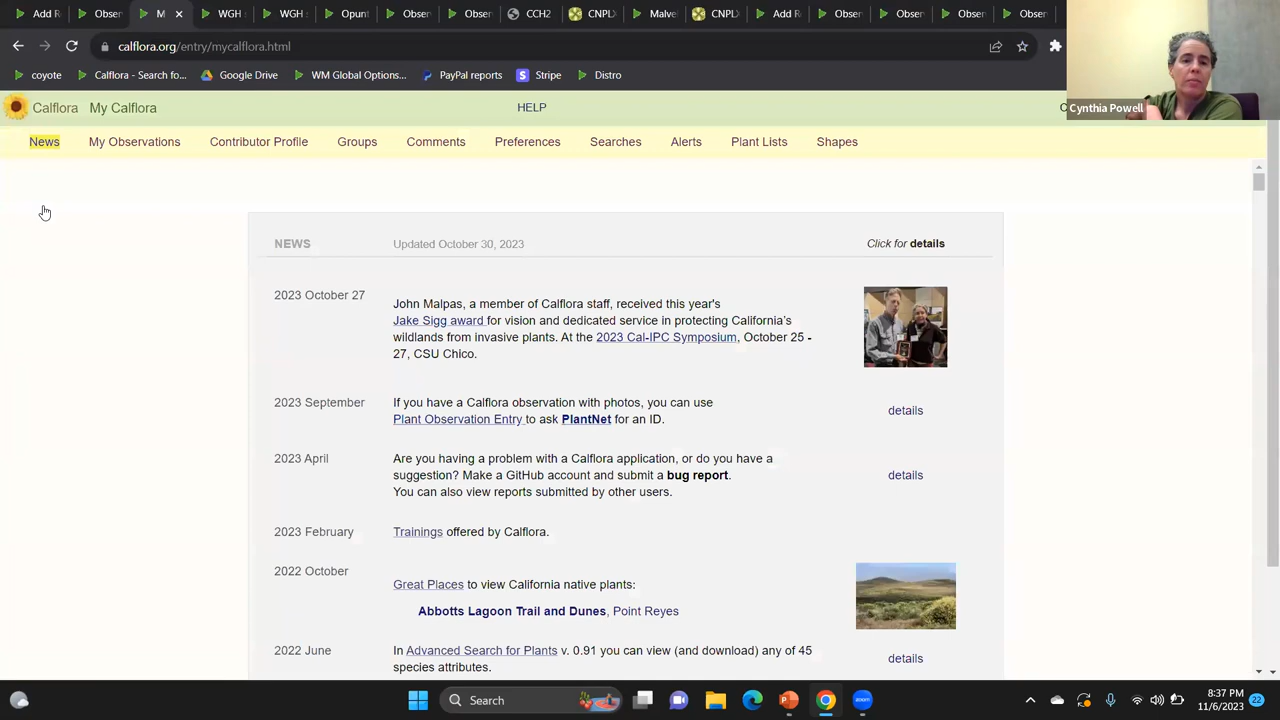 Add R
Obser
M
WGH
WGH
Opunt
Obser
Obser
CCH2
CNPL
Malve
CNPL
Add R
Obser
Obser
Obser
Obser
calflora.org/entry/mycalflora.html
coyote
Calflora - Search fo...
Google Drive
WM Global Options...
PayPal reports
Stripe
Distro
Cynthia Powell
Calflora My Calflora
HELP
News
My Observations
Contributor Profile
Groups
Comments
Preferences
Searches
Alerts
Plant Lists
Shapes
NEWS
Updated October 30, 2023
Click for details
2023 October 27
John Malpas, a member of Calflora staff, received this year's
Jake Sigg award for vision and dedicated service in protecting California's
wildlands from invasive plants. At the 2023 Cal-IPC Symposium, October 25 -
27, CSU Chico.
2023 September
If you have a Calflora observation with photos, you can use
Plant Observation Entry to ask PlantNet for an ID.
details
2023 April
Are you having a problem with a Calflora application, or do you have a
suggestion? Make a GitHub account and submit a bug report.
You can also view reports submitted by other users.
details
2023 February
Trainings offered by Calflora.
2022 October
Great Places to view California native plants:
Abbotts Lagoon Trail and Dunes, Point Reyes
2022 June
In Advanced Search for Plants v. 0.91 you can view (and download) any of 45
species attributes.
details
Search
zoom
8:37 PM
11/6/2023
22